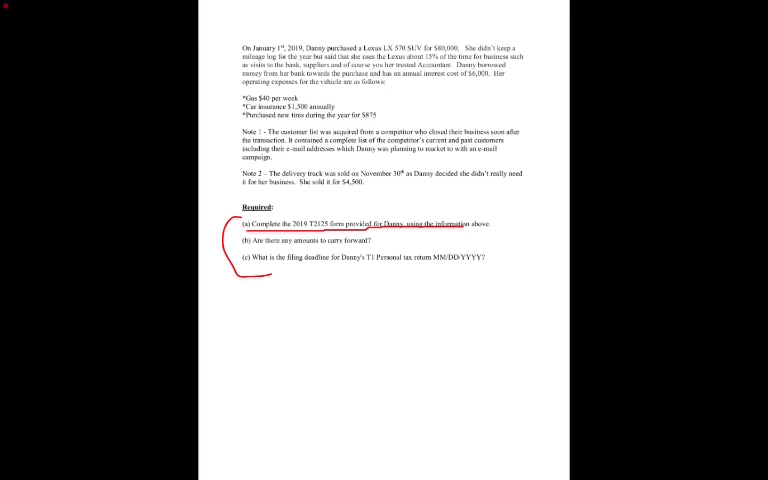 On January 1st, 2019, Danny purchased a Lexus LX 570 SUV for $80,000. She didn't keep a
mileage log for the year but said that she uses the Lexus about 15% of the time for business such
as visits to the bank, suppliers and of course you her trusted Accountant. Danny borrowed
money from her bank towards the purchase and has an annual interest cost of $6,000. Her
operating expenses for the vehicle are as follows:
*Gas $40 per week
*Car insurance $1,500 annually
*Purchased new tires during the year for $875
Note 1 - The customer list was acquired from a competitor who closed their business soon after
the transaction. It contained a complete list of the competitor's current and past customers
including their e-mail addresses which Danny was planning to market to with an e-mail
campaign.
Note 2 – The delivery truck was sold on November 30th as Danny decided she didn't really need
it for her business. She sold it for $4,500.
Required:
(a) Complete the 2019 T2125 form provided for Danny, using the information above.
(b) Are there any amounts to carry forward?
(c) What is the filing deadline for Danny's T1 Personal tax return MM/DD/YYYY?